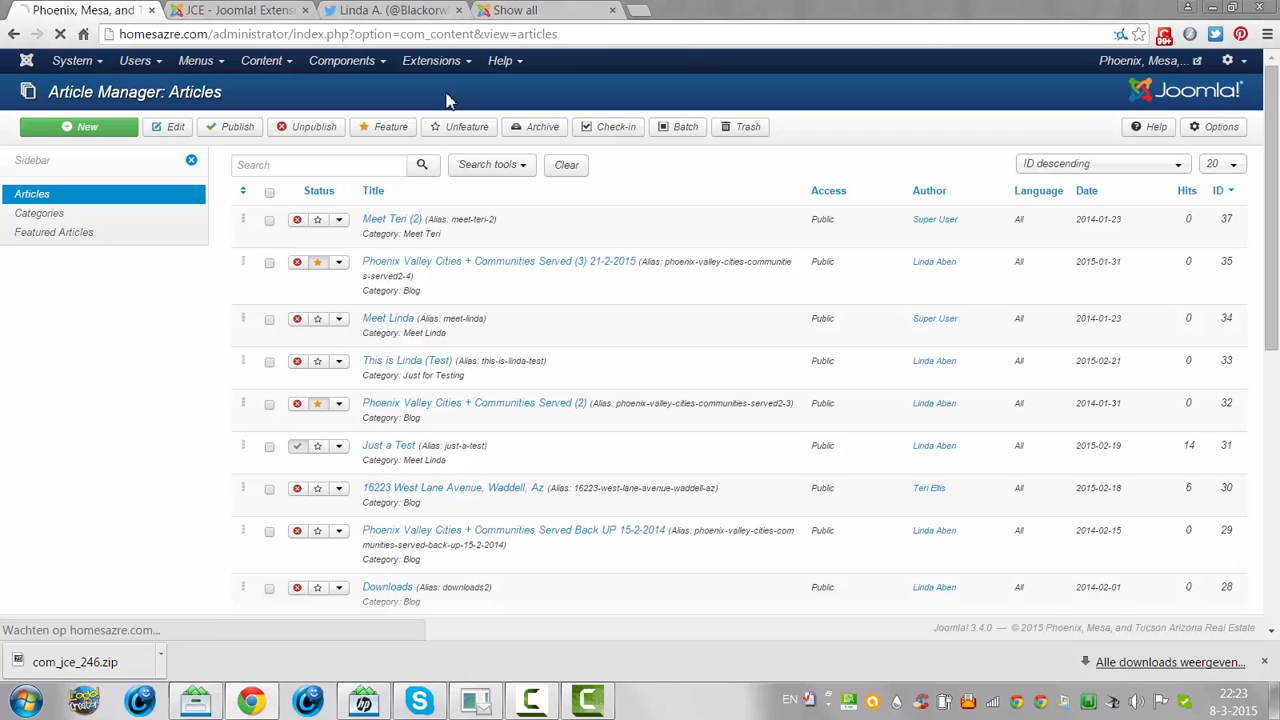 Phoenix, Mesa, and T
JCE - Joomla! Extens
Linda A. (@Blackorw
Show all
homesazre.com/administrator/index.php?option=com_content&view=articles
99+
System Users Menus Content Components Extensions Help Phoenix, Mesa,...
Article Manager: Articles
Joomla!
New Edit Publish Unpublish Feature Unfeature Archive Check-in Batch Trash Help Options
Sidebar
Articles
Categories
Featured Articles
Search Search tools Clear ID descending 20
Status Title Access Author Language Date Hits ID
Meet Teri (2) (Alias: meet-teri-2) Public Super User All 2014-01-23 0 37
Category: Meet Teri
Phoenix Valley Cities + Communities Served (3) 21-2-2015 (Alias: phoenix-valley-cities-communitie Public Linda Aben All 2015-01-31 0 35
s-served2-4)
Category: Blog
Meet Linda (Alias: meet-linda) Public Super User All 2014-01-23 0 34
Category: Meet Linda
This is Linda (Test) (Alias: this-is-linda-test) Public Linda Aben All 2015-02-21 0 33
Category: Just for Testing
Phoenix Valley Cities + Communities Served (2) (Alias: phoenix-valley-cities-communities-served2-3) Public Linda Aben All 2014-01-31 0 32
Category: Blog
Just a Test (Alias: just-a-test) Public Linda Aben All 2015-02-19 14 31
Category: Meet Linda
16223 West Lane Avenue, Waddell, Az (Alias: 16223-west-lane-avenue-waddell-az) Public Teri Ellis All 2015-02-18 6 30
Category: Blog
Phoenix Valley Cities + Communities Served Back UP 15-2-2014 (Alias: phoenix-valley-cities-com Public Linda Aben All 2014-02-15 0 29
munities-served-back-up-15-2-2014)
Category: Blog
Downloads (Alias: downloads2) Public Linda Aben All 2014-02-01 0 28
Category: Blog
Wachten op homesazre.com...
Joomla! 3.4.0 — © 2015 Phoenix, Mesa, and Tucson Arizona Real Estate
com_jce_246.zip
Alle downloads weergeven...
EN
22:23
8-3-2015